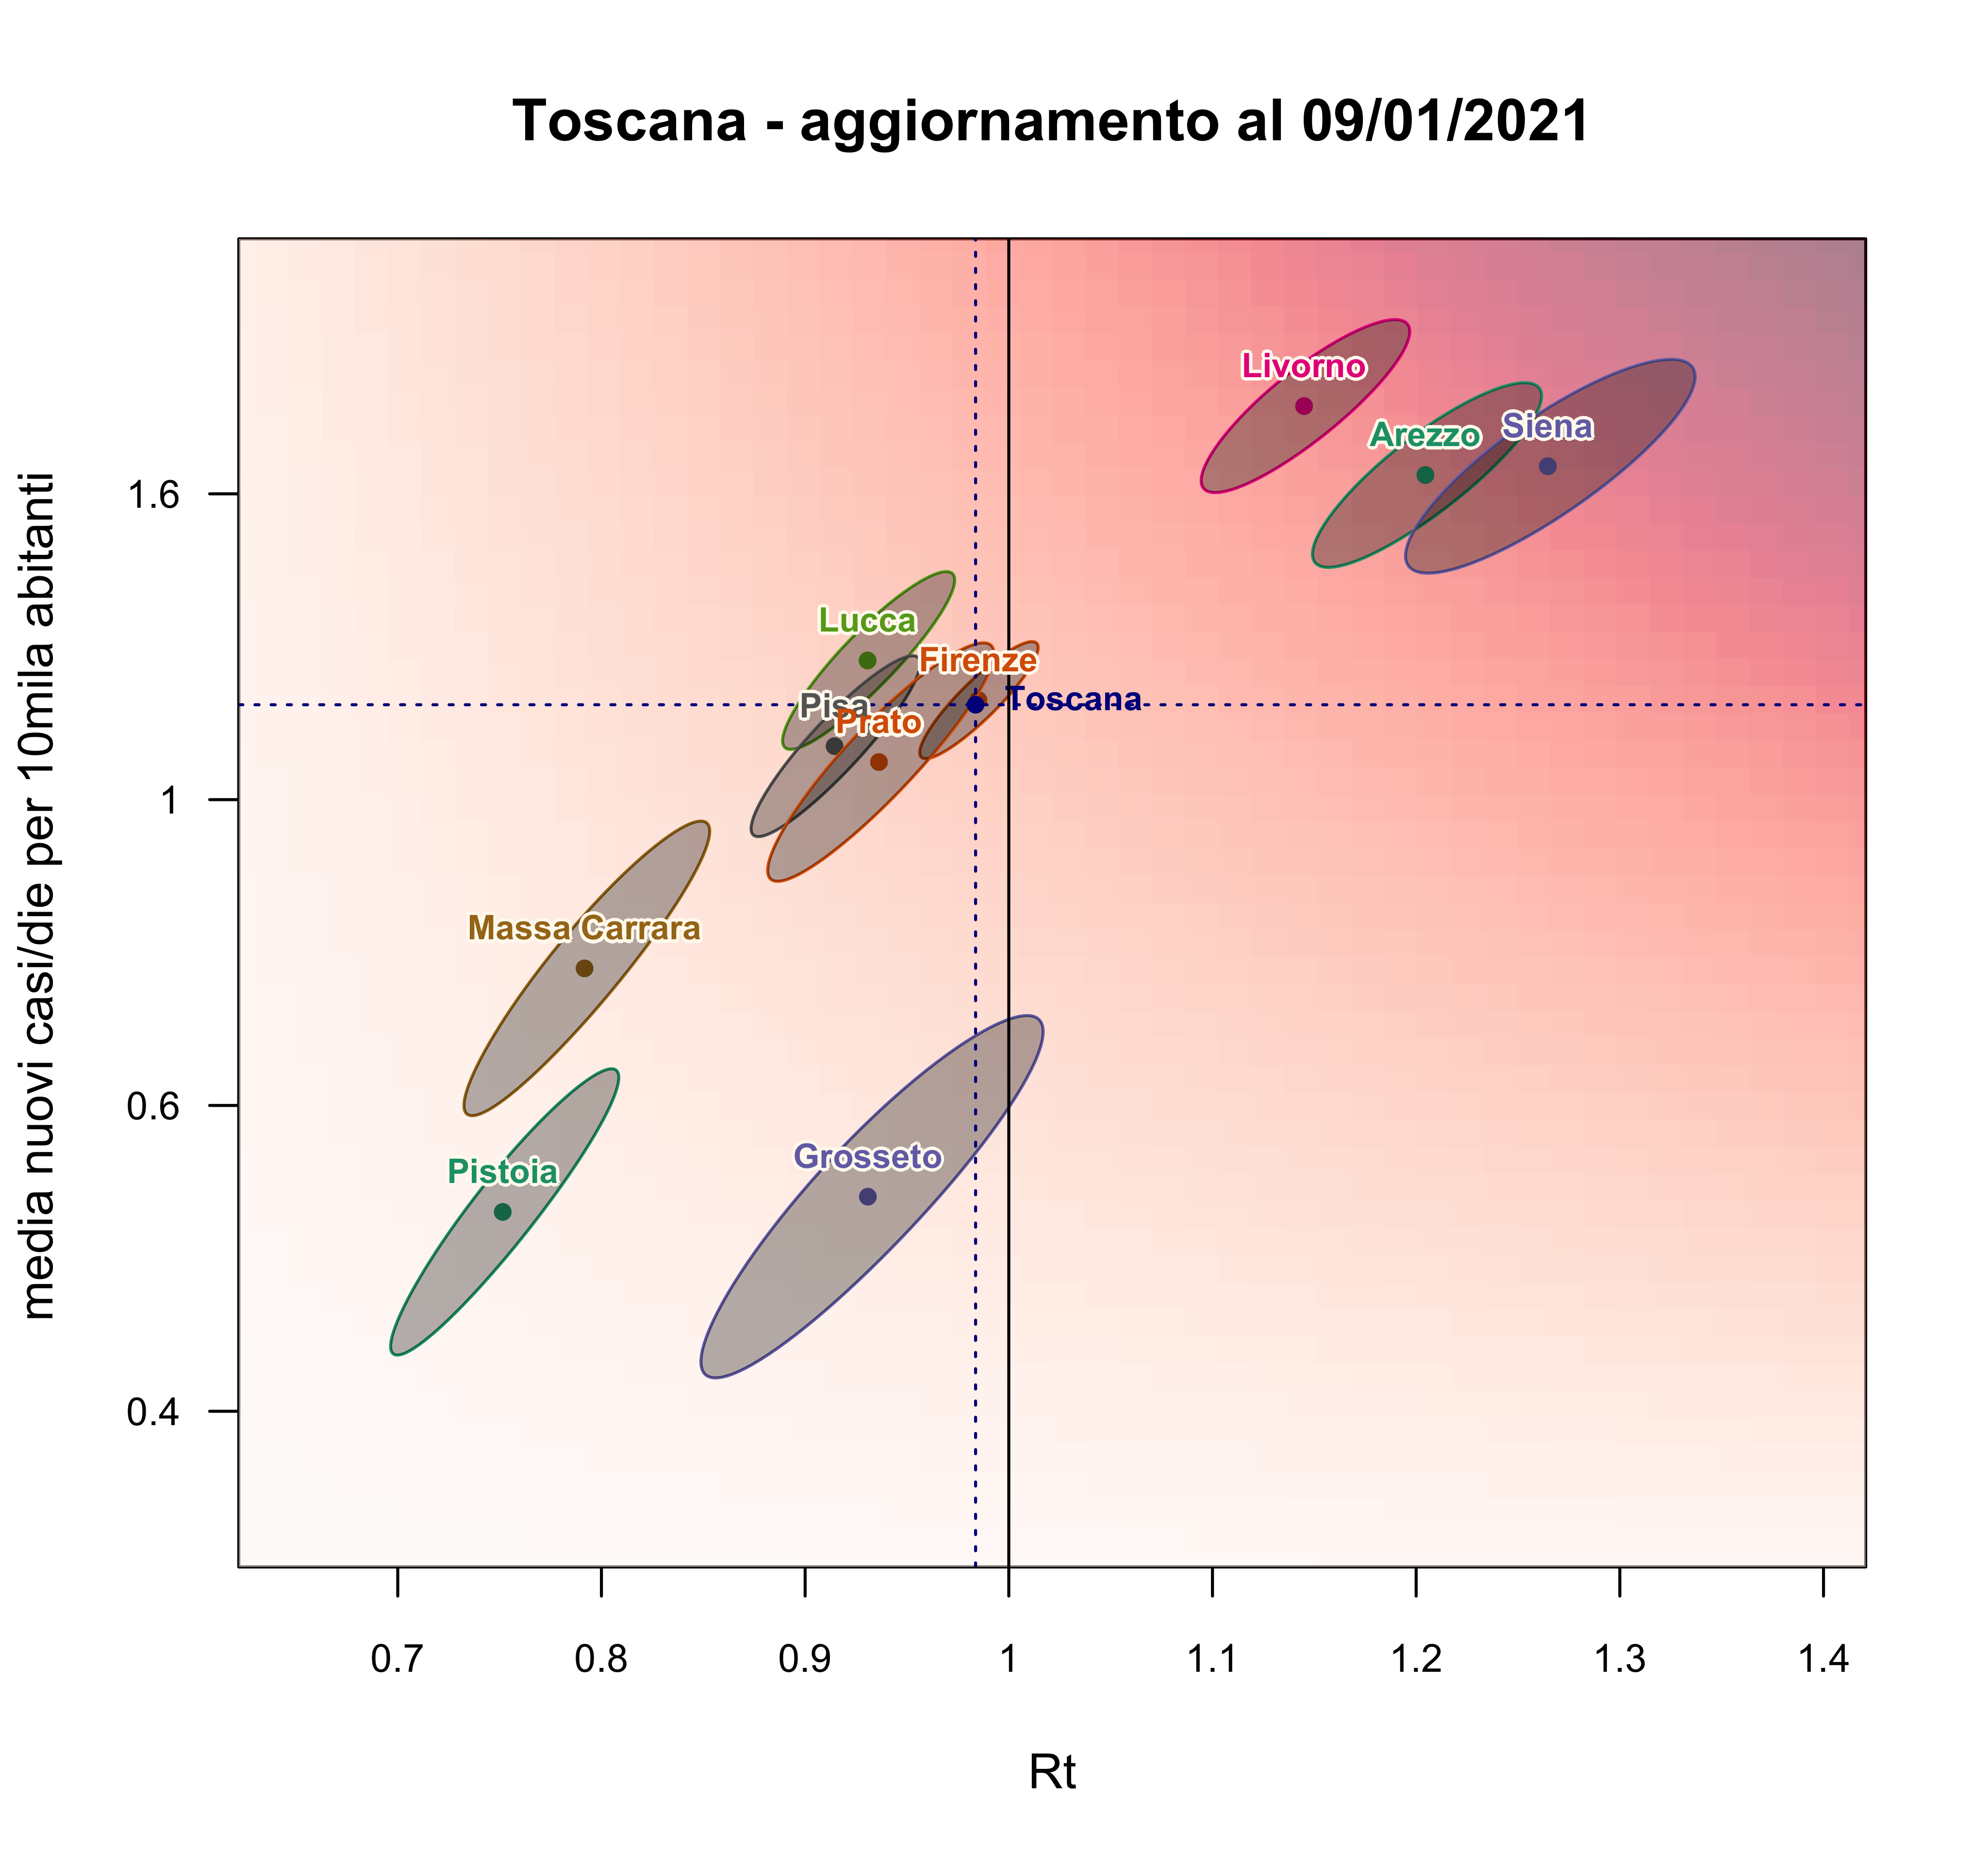 Toscana - aggiornamento al 09/01/2021
media nuovi casi/die per 10mila abitanti
1.6
1
0.6
0.4
Livorno
Siena
Arezzo
Lucca
Firenze
Toscana
Pisa
Prato
Massa Carrara
Grosseto
Pistoia
0.7
0.8
0.9
1
1.1
1.2
1.3
1.4
Rt